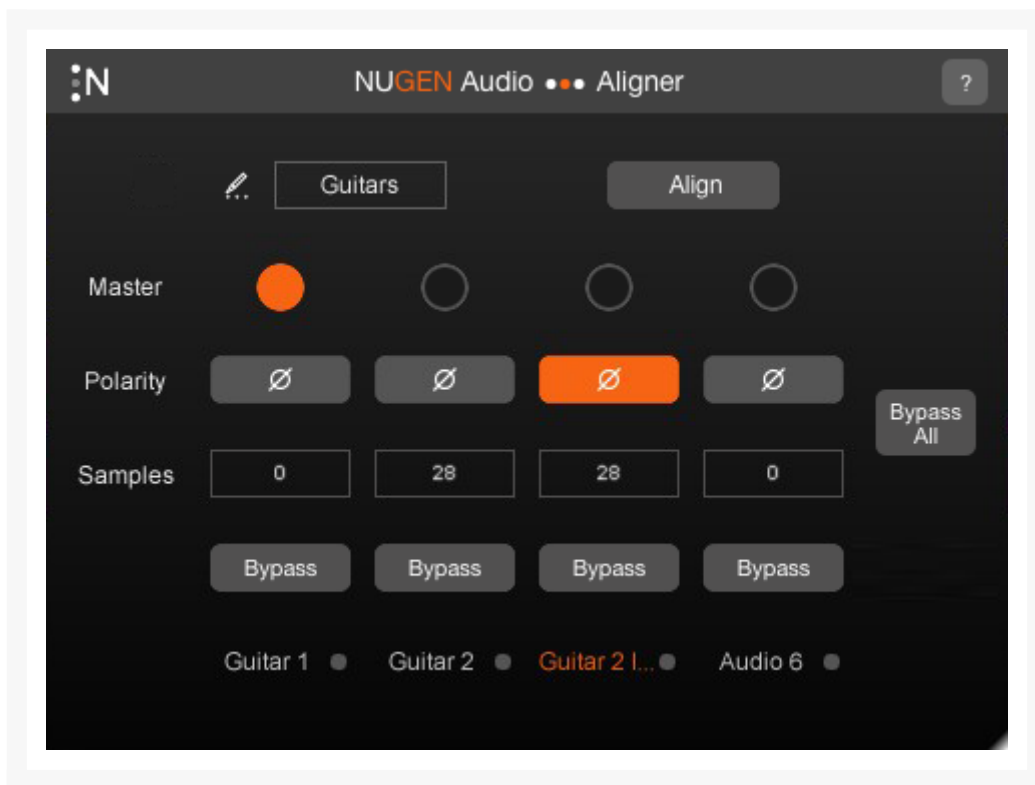 N NUGEN Audio Aligner ?
Guitars Align
Master
Polarity Ø Ø Ø Ø
Bypass All
Samples 0 28 28 0
Bypass Bypass Bypass Bypass
Guitar 1 Guitar 2 Guitar 2 I... Audio 6